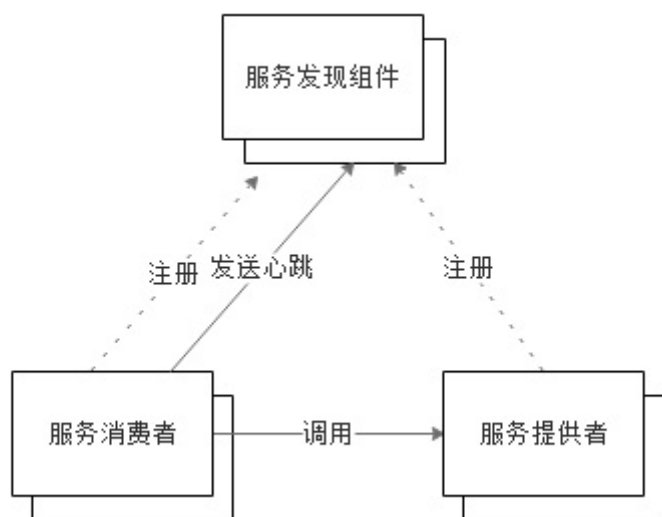 服务发现组件
注册
发送心跳
注册
服务消费者
调用
服务提供者